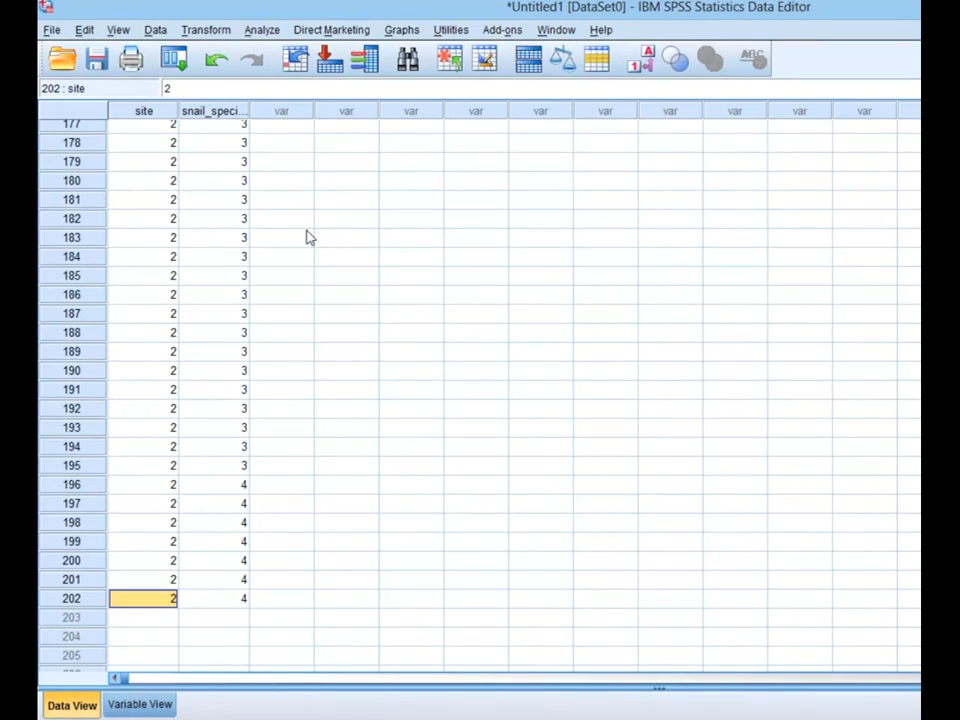 *Untitled1 [DataSet0] - IBM SPSS Statistics Data Editor
File Edit View Data Transform Analyze Direct Marketing Graphs Utilities Add-ons Window Help
A 1 ABC
202 : site 2
site snail_speci... var var var var var var var var var var
177 2 3
178 2 3
179 2 3
180 2 3
181 2 3
182 2 3
183 2 3
184 2 3
185 2 3
186 2 3
187 2 3
188 2 3
189 2 3
190 2 3
191 2 3
192 2 3
193 2 3
194 2 3
195 2 3
196 2 4
197 2 4
198 2 4
199 2 4
200 2 4
201 2 4
202 2 4
203
204
205
Data View Variable View